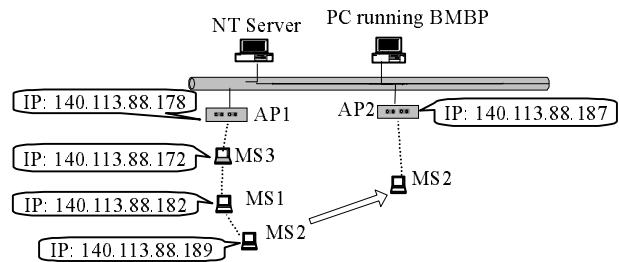 NT Server
PC running BMBP
IP: 140.113.88.178
AP1
AP2
IP: 140.113.88.187
IP: 140.113.88.172
MS3
MS2
IP: 140.113.88.182
MS1
MS2
IP: 140.113.88.189